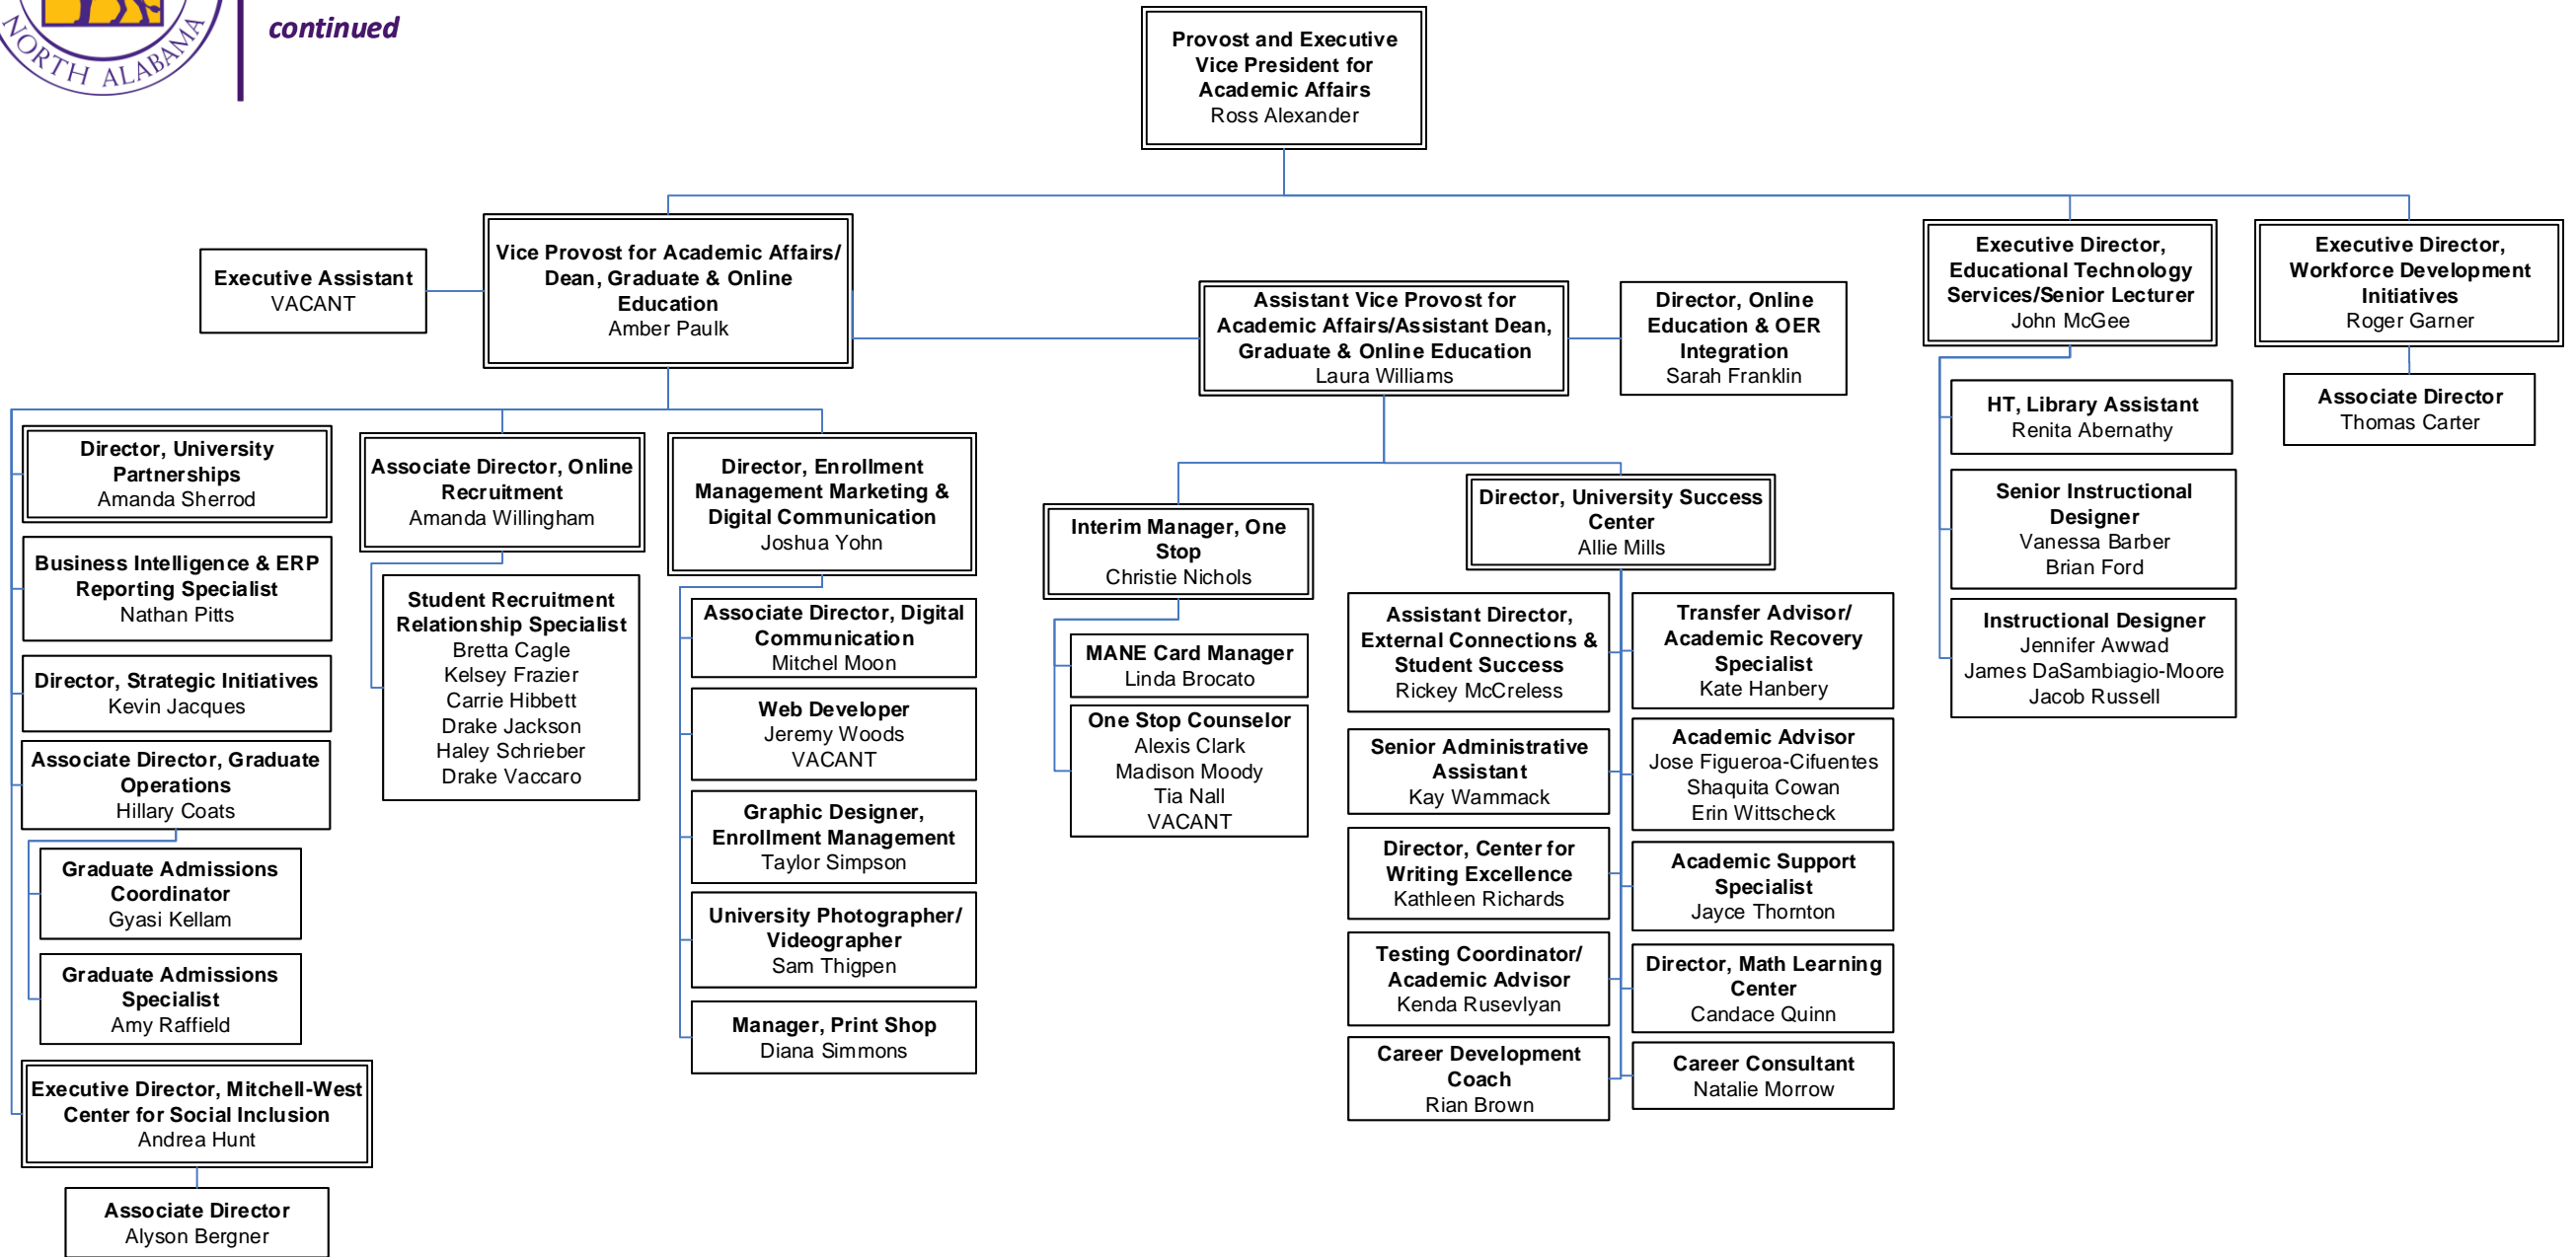 NORTH ALABAMA
continued
Provost and Executive
Vice President for
Academic Affairs
Ross Alexander
Executive Assistant
VACANT
Vice Provost for Academic Affairs/
Dean, Graduate & Online
Education
Amber Paulk
Assistant Vice Provost for
Academic Affairs/Assistant Dean,
Graduate & Online Education
Laura Williams
Director, Online
Education & OER
Integration
Sarah Franklin
Executive Director,
Educational Technology
Services/Senior Lecturer
John McGee
Executive Director,
Workforce Development
Initiatives
Roger Garner
Director, University
Partnerships
Amanda Sherrod
Business Intelligence & ERP
Reporting Specialist
Nathan Pitts
Director, Strategic Initiatives
Kevin Jacques
Associate Director, Graduate
Operations
Hillary Coats
Graduate Admissions
Coordinator
Gyasi Kellam
Graduate Admissions
Specialist
Amy Raffield
Executive Director, Mitchell-West
Center for Social Inclusion
Andrea Hunt
Associate Director
Alyson Bergner
Associate Director, Online
Recruitment
Amanda Willingham
Student Recruitment
Relationship Specialist
Bretta Cagle
Kelsey Frazier
Carrie Hibbett
Drake Jackson
Haley Schrieber
Drake Vaccaro
Director, Enrollment
Management Marketing &
Digital Communication
Joshua Yohn
Associate Director, Digital
Communication
Mitchel Moon
Web Developer
Jeremy Woods
VACANT
Graphic Designer,
Enrollment Management
Taylor Simpson
University Photographer/
Videographer
Sam Thigpen
Manager, Print Shop
Diana Simmons
Interim Manager, One
Stop
Christie Nichols
MANE Card Manager
Linda Brocato
One Stop Counselor
Alexis Clark
Madison Moody
Tia Nall
VACANT
Director, University Success
Center
Allie Mills
Assistant Director,
External Connections &
Student Success
Rickey McCreless
Senior Administrative
Assistant
Kay Wammack
Director, Center for
Writing Excellence
Kathleen Richards
Testing Coordinator/
Academic Advisor
Kenda Rusevlyan
Career Development
Coach
Rian Brown
Transfer Advisor/
Academic Recovery
Specialist
Kate Hanbery
Academic Advisor
Jose Figueroa-Cifuentes
Shaquita Cowan
Erin Wittscheck
Academic Support
Specialist
Jayce Thornton
Director, Math Learning
Center
Candace Quinn
Career Consultant
Natalie Morrow
HT, Library Assistant
Renita Abernathy
Senior Instructional
Designer
Vanessa Barber
Brian Ford
Instructional Designer
Jennifer Awwad
James DaSambiagio-Moore
Jacob Russell
Associate Director
Thomas Carter